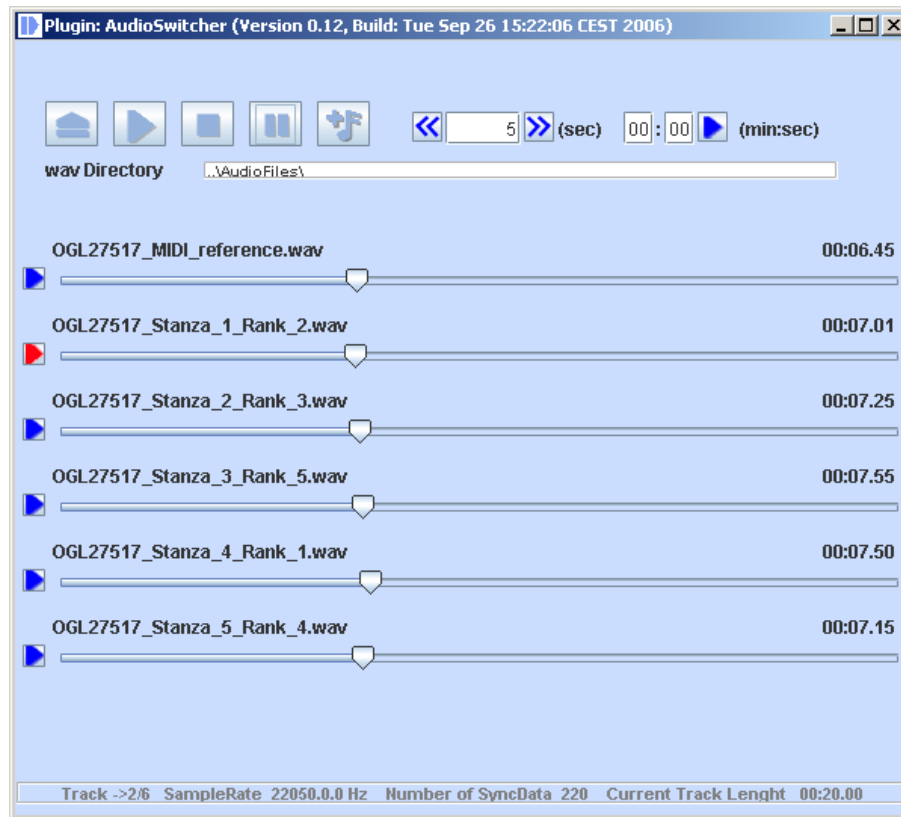 Plugin: AudioSwitcher (Version 0.12, Build: Tue Sep 26 15:22:06 CEST 2006)
5 (sec) 00 : 00 (min:sec)
wav Directory ..\AudioFiles\
OGL27517_MIDI_reference.wav 00:06.45
OGL27517_Stanza_1_Rank_2.wav 00:07.01
OGL27517_Stanza_2_Rank_3.wav 00:07.25
OGL27517_Stanza_3_Rank_5.wav 00:07.55
OGL27517_Stanza_4_Rank_1.wav 00:07.50
OGL27517_Stanza_5_Rank_4.wav 00:07.15
Track ->2/6 SampleRate 22050.0.0 Hz Number of SyncData 220 Current Track Lenght 00:20.00